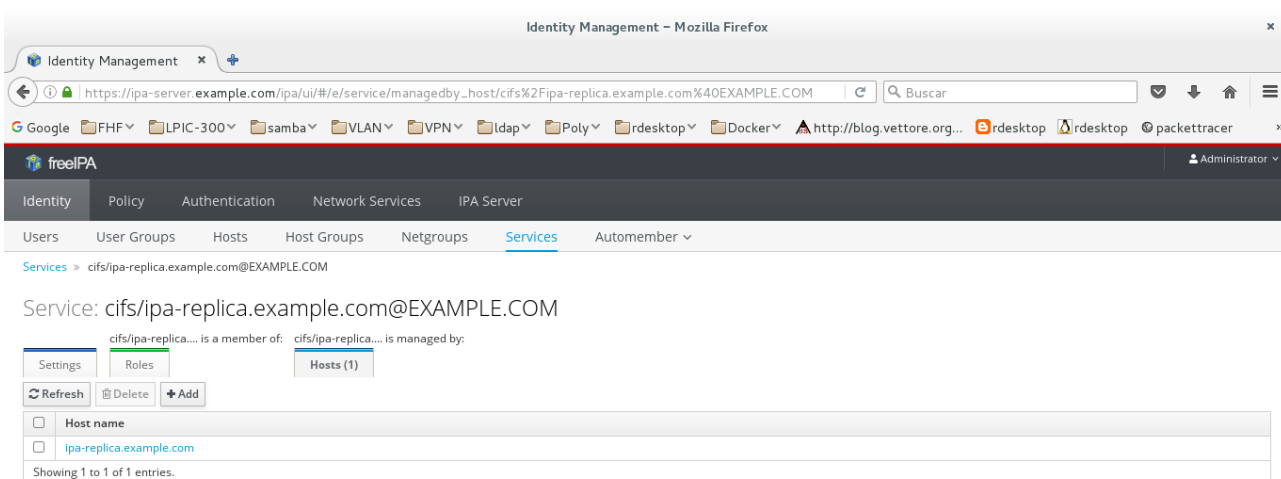 Identity Management - Mozilla Firefox
Identity Management
https://ipa-server.example.com/ipa/ui/#/e/service/managedby_host/cifs%2Fipa-replica.example.com%40EXAMPLE.COM Buscar
Google FHF LPIC-300 samba VLAN VPN ldap Poly rdesktop Docker http://blog.vettore.org... rdesktop rdesktop packettracer
freeIPA Administrator
Identity Policy Authentication Network Services IPA Server
Users User Groups Hosts Host Groups Netgroups Services Automember
Services » cifs/ipa-replica.example.com@EXAMPLE.COM
Service: cifs/ipa-replica.example.com@EXAMPLE.COM
cifs/ipa-replica.... is a member of: cifs/ipa-replica.... is managed by:
Settings Roles Hosts (1)
Refresh Delete Add
Host name
ipa-replica.example.com
Showing 1 to 1 of 1 entries.